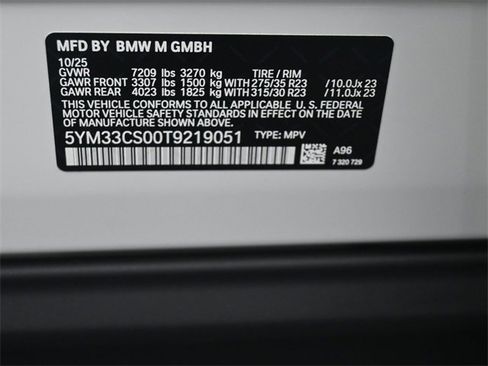 MFD BY BMW M GMBH
10/25
GVWR 7209 lbs 3270 kg TIRE / RIM
GAWR FRONT 3307 lbs 1500 kg WITH 275/35 R23 /10.0Jx 23
GAWR REAR 4023 lbs 1825 kg WITH 315/30 R23 /11.0Jx 23
THIS VEHICLE CONFORMS TO ALL APPLICABLE U. S. FEDERAL
MOTOR VEHICLE SAFETY STANDARDS IN EFFECT ON THE DATE OF
MANUFACTURE SHOWN ABOVE.
5YM33CS00T9219051 TYPE: MPV
A96
7 320 729